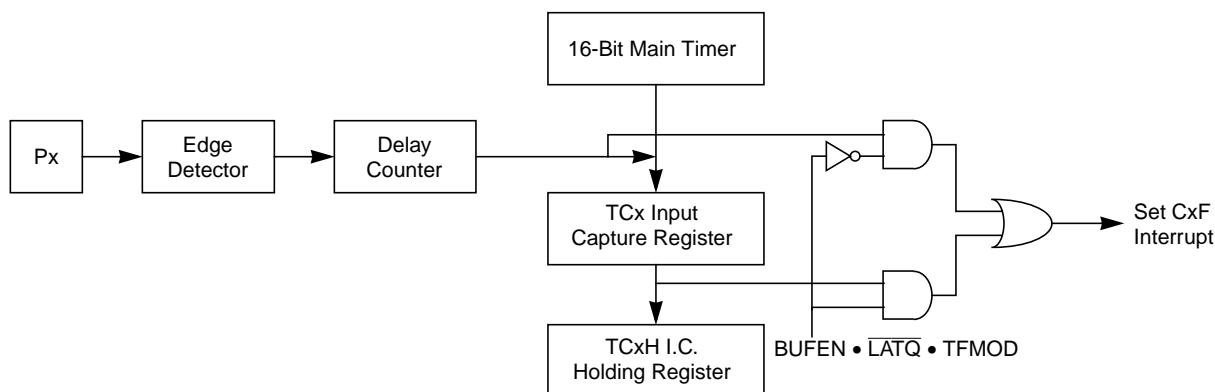 16-Bit Main Timer
Px
Edge
Detector
Delay
Counter
TCx Input
Capture Register
Set CxF
Interrupt
TCxH I.C.
Holding Register
BUFEN • L̅A̅T̅Q̅ • TFMOD